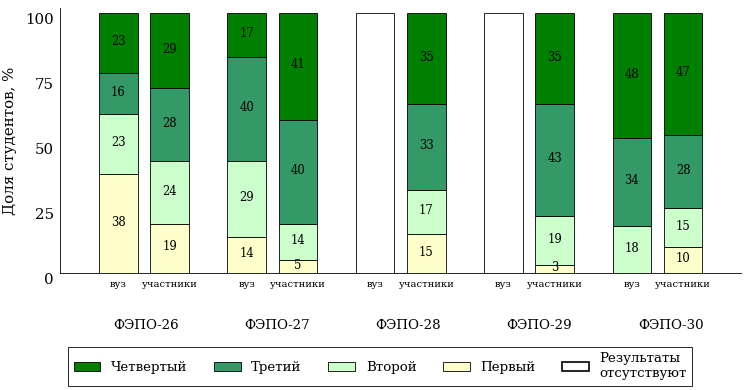 Доля студентов, %
100
75
50
25
0
23 29 17 41 35 35 48 47
16 28 40 40 33 43 34 28
23 24 29 14 17 19 18 15
38 19 14 5 15 3 10
вуз участники вуз участники вуз участники вуз участники вуз участники
ФЭПО-26 ФЭПО-27 ФЭПО-28 ФЭПО-29 ФЭПО-30
Четвертый Третий Второй Первый Результаты
отсутствуют